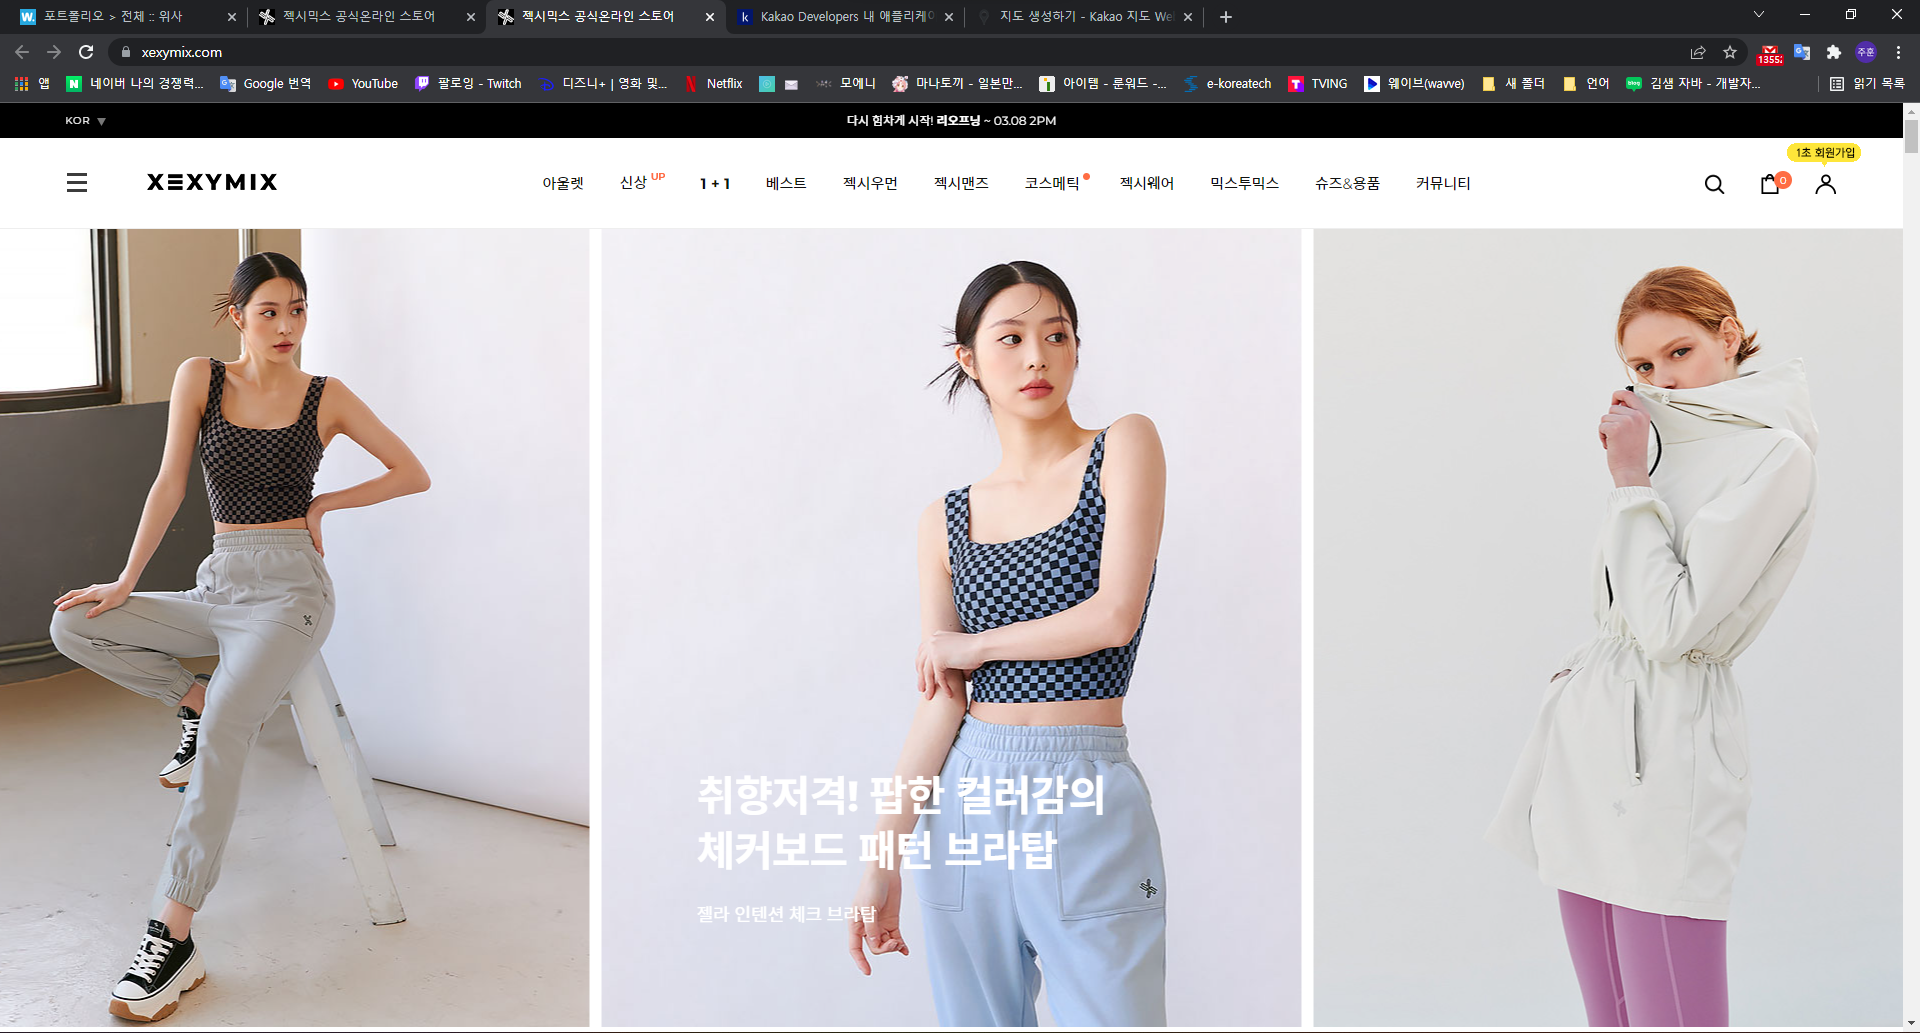 포트폴리오 > 전체 :: 위사
젝시믹스 공식온라인 스토어
젝시믹스 공식온라인 스토어
Kakao Developers 내 애플리케이
지도 생성하기 - Kakao 지도 We
xexymix.com
13552
주훈
앱
네이버 나의 경쟁력...
Google 번역
YouTube
팔로잉 - Twitch
디즈니+ | 영화 및...
Netflix
모에니
마나토끼 - 일본만...
아이템 - 룬워드 -...
e-koreatech
TVING
웨이브(wavve)
새 폴더
언어
김샘 자바 - 개발자...
읽기 목록
KOR
다시 힘차게 시작! 리오프닝 ~ 03.08 2PM
1초 회원가입
XEXYMIX
아울렛
신상 UP
1 + 1
베스트
젝시우먼
젝시맨즈
코스메틱
젝시웨어
믹스투믹스
슈즈&용품
커뮤니티
0
취향저격! 팝한 컬러감의
체커보드 패턴 브라탑
젤라 인텐션 체크 브라탑